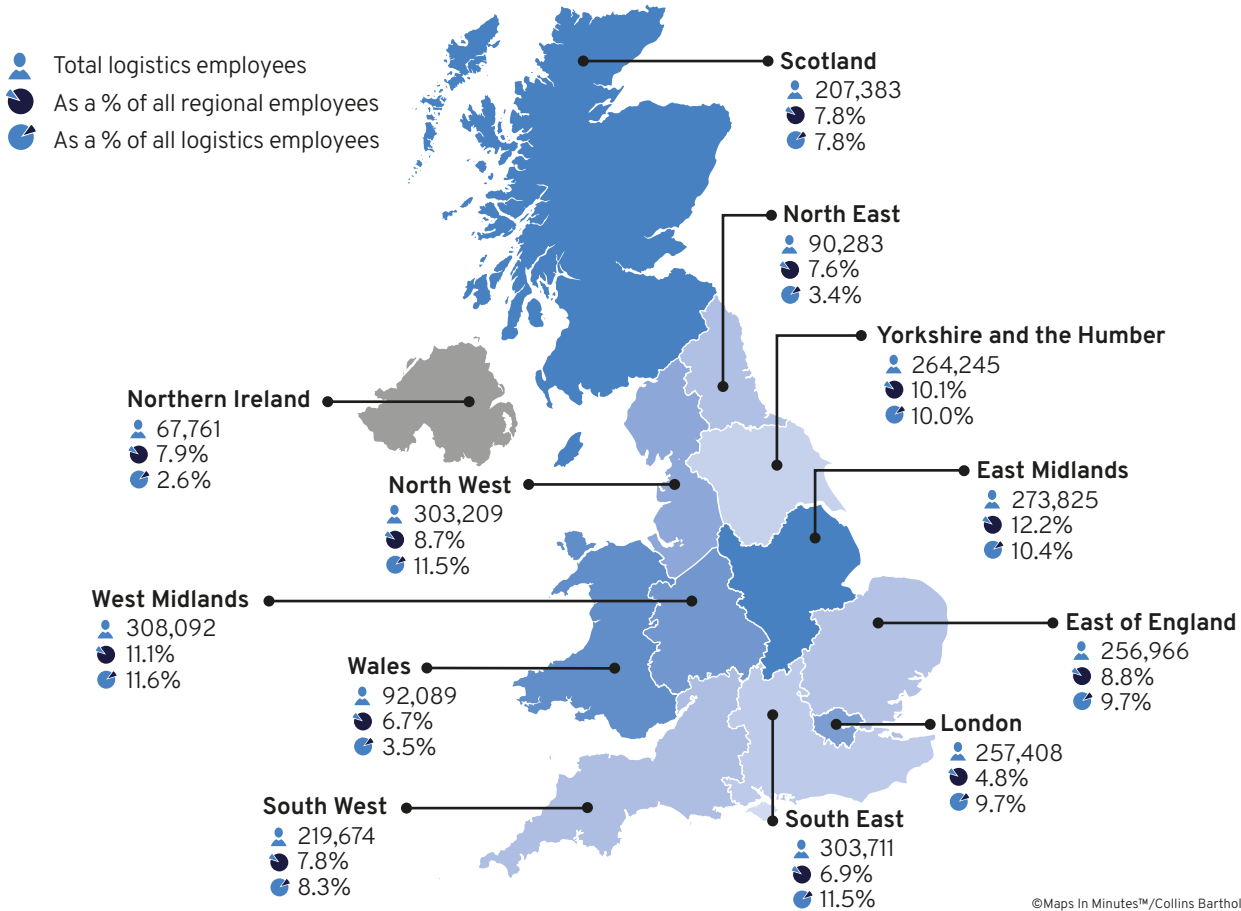 Total logistics employees
As a % of all regional employees
As a % of all logistics employees
Scotland
207,383
7.8%
7.8%
North East
90,283
7.6%
3.4%
Yorkshire and the Humber
264,245
10.1%
10.0%
Northern Ireland
67,761
7.9%
2.6%
North West
303,209
8.7%
11.5%
East Midlands
273,825
12.2%
10.4%
West Midlands
308,092
11.1%
11.6%
East of England
256,966
8.8%
9.7%
Wales
92,089
6.7%
3.5%
London
257,408
4.8%
9.7%
South West
219,674
7.8%
8.3%
South East
303,711
6.9%
11.5%
©Maps In Minutes™/Collins Barthol